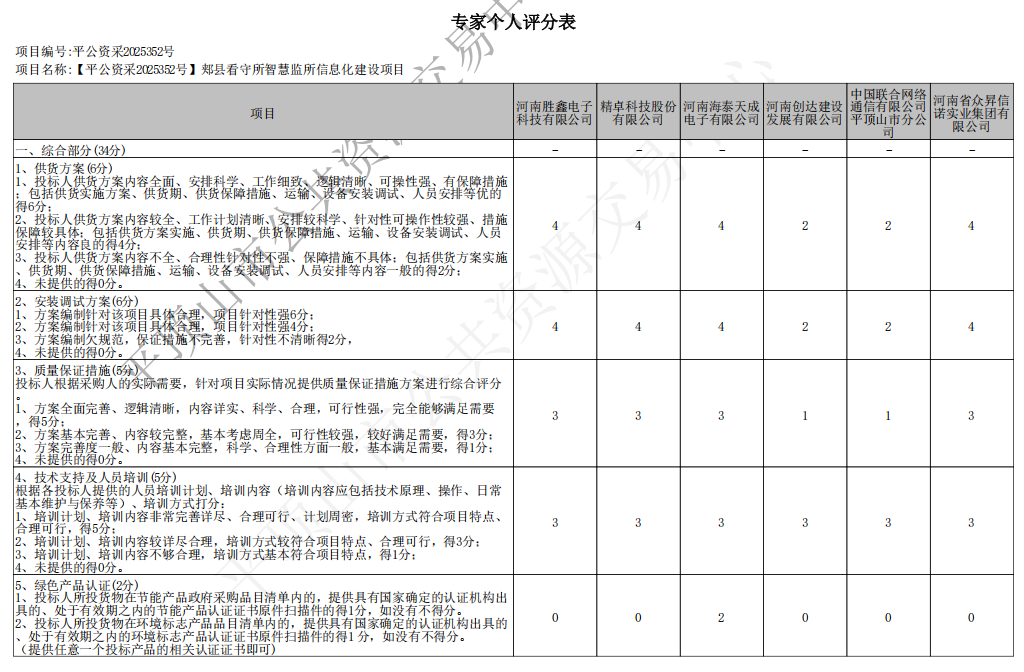 专家个人评分表
项目编号:平公资采2025352号
项目名称:【平公资采2025352号】郏县看守所智慧监所信息化建设项目
项目 河南胜鑫电子科技有限公司 精卓科技股份有限公司 河南海泰天成电子有限公司 河南创达建设发展有限公司 中国联合网络通信有限公司平顶山市分公司 河南省众昇信诺实业集团有限公司
一、综合部分(34分) - - - - - -
1、供货方案(6分)
1、投标人供货方案内容全面、安排科学、工作细致、逻辑清晰、可操性强、有保障措施
；包括供货实施方案、供货期、供货保障措施、运输、设备安装调试、人员安排等优的
得6分；
2、投标人供货方案内容较全、工作计划清晰、安排较科学、针对性可操作性较强、措施
保障较具体；包括供货方案实施、供货期、供货保障措施、运输、设备安装调试、人员
安排等内容良的得4分；
3、投标人供货方案内容不全、合理性针对性不强、保障措施不具体；包括供货方案实施
、供货期、供货保障措施、运输、设备安装调试、人员安排等内容一般的得2分；
4、未提供的得0分。
4 4 4 2 2 4
2、安装调试方案(6分)
1、方案编制针对该项目具体合理，项目针对性强6分；
2、方案编制针对该项目具体合理，项目针对性强4分；
3、方案编制欠规范，保证措施不完善，针对性不清晰得2分，
4、未提供的得0分。
4 4 4 2 2 4
3、质量保证措施(5分)
投标人根据采购人的实际需要，针对项目实际情况提供质量保证措施方案进行综合评分
。
1、方案全面完善、逻辑清晰，内容详实、科学、合理，可行性强，完全能够满足需要
，得5分；
2、方案基本完善、内容较完整，基本考虑周全，可行性较强，较好满足需要，得3分；
3、方案完善度一般、内容基本完整，科学、合理性方面一般，基本满足需要，得1分；
4、未提供的得0分。
3 3 3 1 1 3
4、技术支持及人员培训(5分)
根据各投标人提供的人员培训计划、培训内容（培训内容应包括技术原理、操作、日常
基本维护与保养等）、培训方式打分：
1、培训计划、培训内容非常完善详尽、合理可行、计划周密，培训方式符合项目特点、
合理可行，得5分；
2、培训计划、培训内容较详尽合理，培训方式较符合项目特点、合理可行，得3分；
3、培训计划、培训内容不够合理，培训方式基本符合项目特点，得1分；
4、未提供的得0分。
3 3 3 3 3 3
5、绿色产品认证(2分)
1、投标人所投货物在节能产品政府采购品目清单内的，提供具有国家确定的认证机构出
具的、处于有效期之内的节能产品认证证书原件扫描件的得1分，如没有不得分。
2、投标人所投货物在环境标志产品品目清单内的，提供具有国家确定的认证机构出具的
、处于有效期之内的环境标志产品认证证书原件扫描件的得1 分，如没有不得分。
(提供任意一个投标产品的相关认证证书即可)
0 0 2 0 0 0
平顶山市公共资源交易中
平顶山市公共资源交易中心